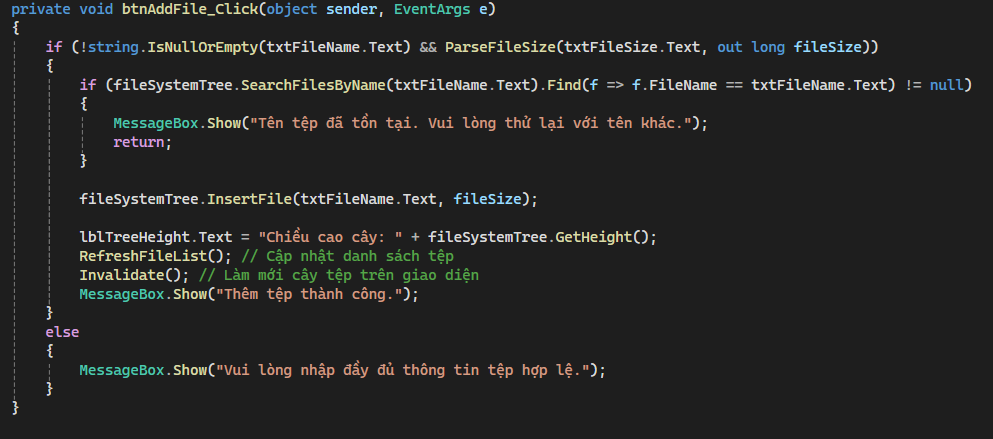 private void btnAddFile_Click(object sender, EventArgs e)
{
if (!string.IsNullOrEmpty(txtFileName.Text) && ParseFileSize(txtFileSize.Text, out long fileSize))
{
if (fileSystemTree.SearchFilesByName(txtFileName.Text).Find(f => f.FileName == txtFileName.Text) != null)
{
MessageBox.Show("Tên tệp đã tồn tại. Vui lòng thử lại với tên khác.");
return;
}
fileSystemTree.InsertFile(txtFileName.Text, fileSize);
lblTreeHeight.Text = "Chiều cao cây: " + fileSystemTree.GetHeight();
RefreshFileList(); // Cập nhật danh sách tệp
Invalidate(); // Làm mới cây tệp trên giao diện
MessageBox.Show("Thêm tệp thành công.");
}
else
{
MessageBox.Show("Vui lòng nhập đầy đủ thông tin tệp hợp lệ.");
}
}